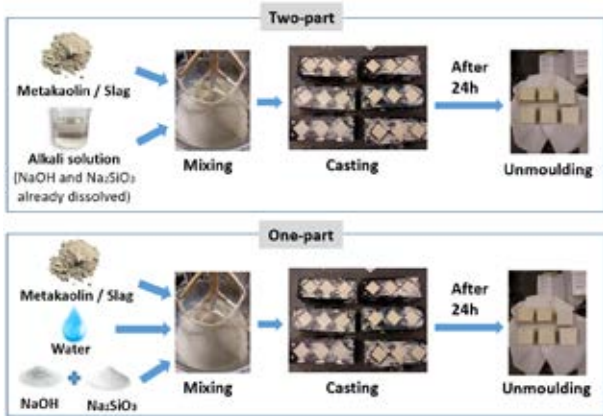 Two-part
Metakaolin / Slag
Alkali solution
(NaOH and Na₂SiO₃
already dissolved)
Mixing
Casting
After
24h
Unmoulding
One-part
Metakaolin / Slag
Water
NaOH
Na₂SiO₃
Mixing
Casting
After
24h
Unmoulding